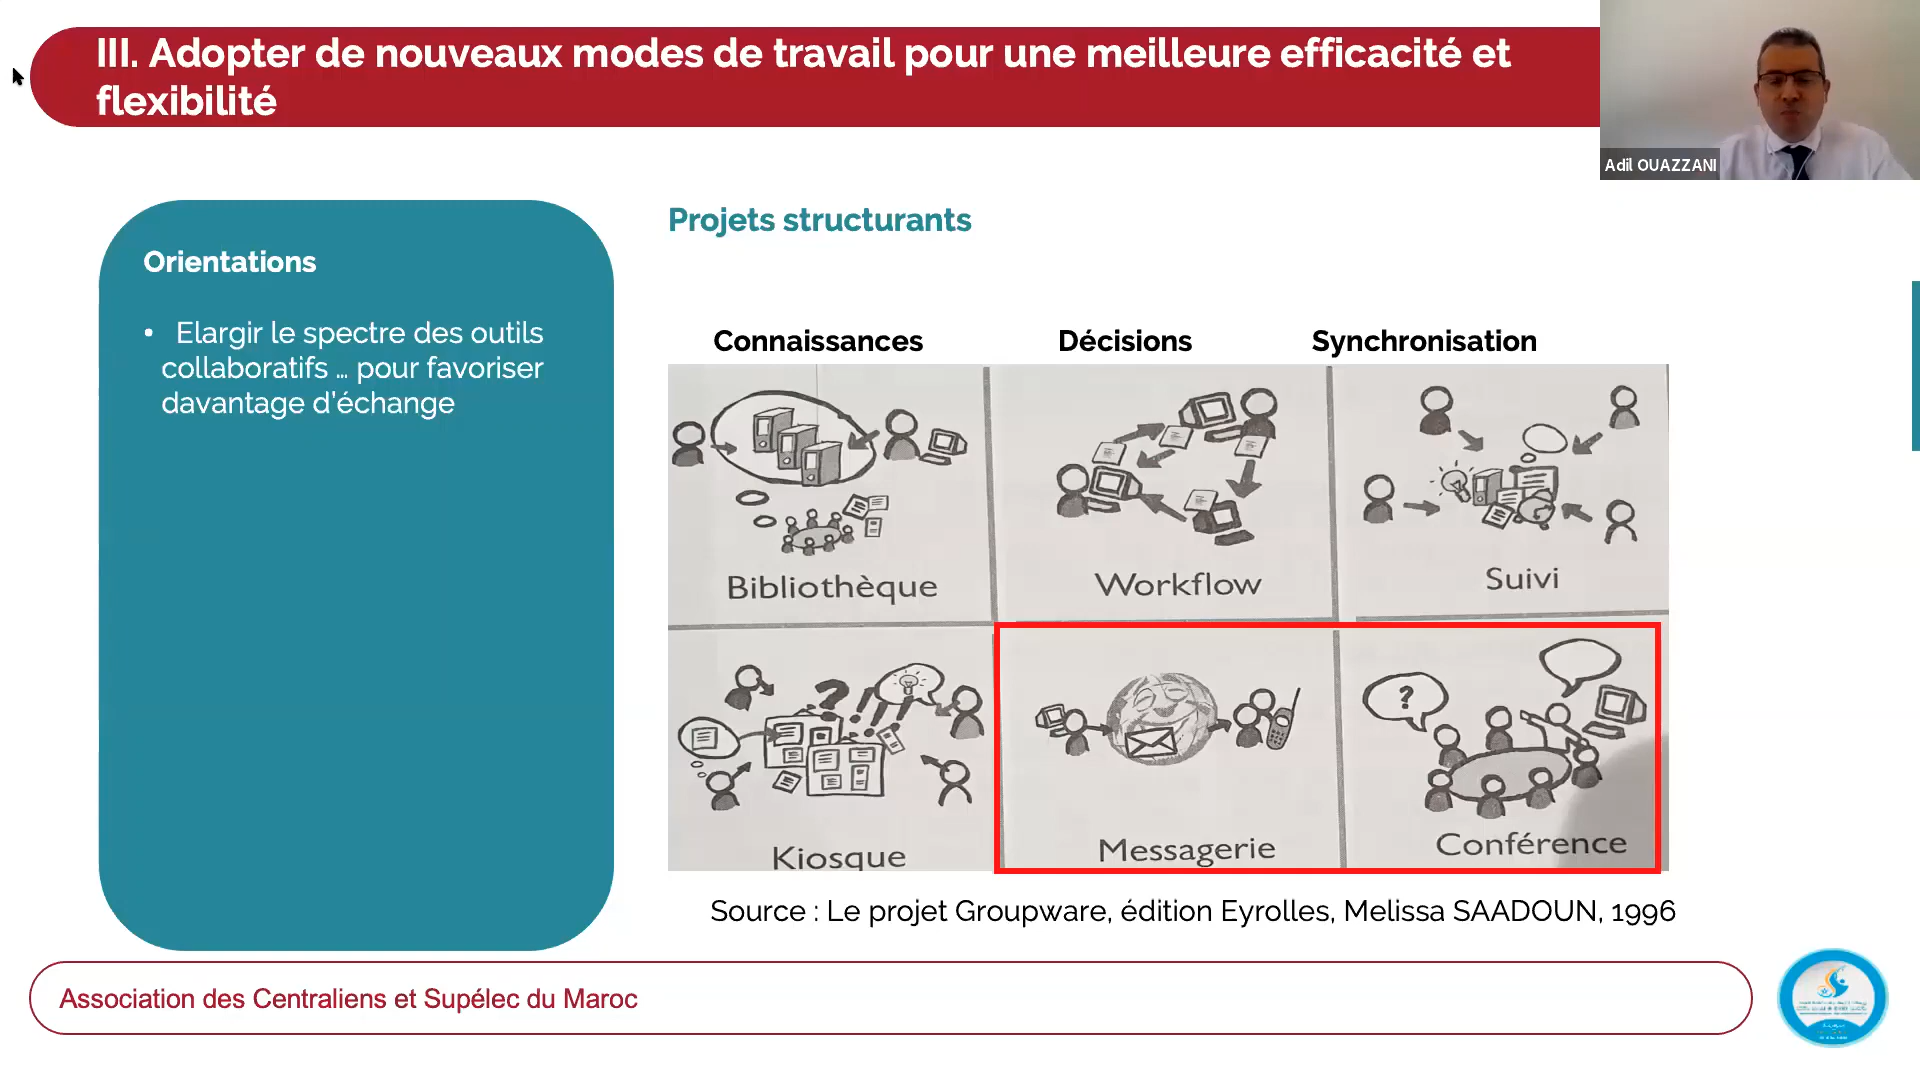 III. Adopter de nouveaux modes de travail pour une meilleure efficacité et
flexibilité
Adil OUAZZANI
Orientations
• Elargir le spectre des outils
collaboratifs ... pour favoriser
davantage d'échange
Projets structurants
Connaissances Décisions Synchronisation
Bibliothèque Workflow Suivi
Kiosque Messagerie Conférence
Source : Le projet Groupware, édition Eyrolles, Melissa SAADOUN, 1996
Association des Centraliens et Supélec du Maroc